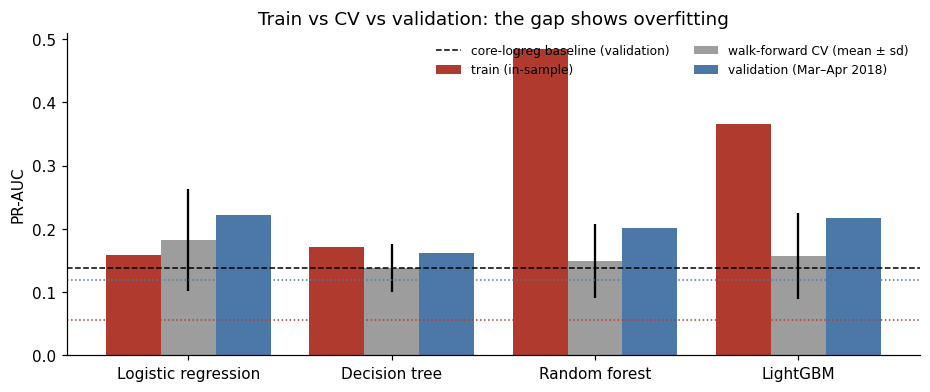 Train vs CV vs validation: the gap shows overfitting
core-logreg baseline (validation)
train (in-sample)
walk-forward CV (mean ± sd)
validation (Mar–Apr 2018)
PR-AUC
0.5
0.4
0.3
0.2
0.1
0.0
Logistic regression
Decision tree
Random forest
LightGBM